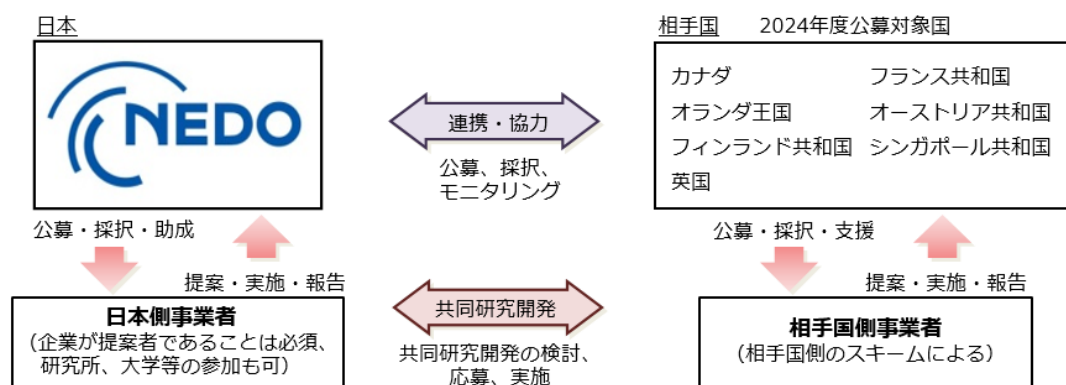 日本
相手国 2024年度公募対象国
NEDO
連携・協力
公募、採択、
モニタリング
カナダ フランス共和国
オランダ王国 オーストリア共和国
フィンランド共和国 シンガポール共和国
英国
公募・採択・助成
提案・実施・報告
公募・採択・支援
提案・実施・報告
日本側事業者
（企業が提案者であることは必須、
研究所、大学等の参加も可）
共同研究開発
共同研究開発の検討、
応募、実施
相手国側事業者
（相手国側のスキームによる）